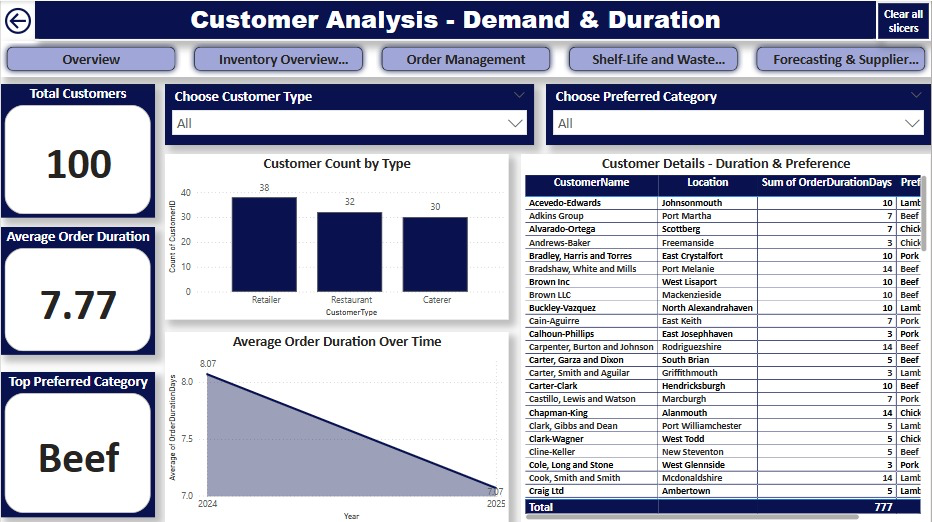 Customer Analysis - Demand & Duration
Clear all
slicers
Overview
Inventory Overview...
Order Management
Shelf-Life and Waste...
Forecasting & Supplier...
Total Customers
100
Average Order Duration
7.77
Top Preferred Category
Beef
Choose Customer Type
All
Choose Preferred Category
All
Customer Count by Type
Count of CustomerID
40
30
20
10
0
38
32
30
Retailer
Restaurant
Caterer
CustomerType
Average Order Duration Over Time
Average of OrderDurationDays
8.07
8.0
7.5
7.0
7.07
2024
2025
Year
Customer Details - Duration & Preference
CustomerName Location Sum of OrderDurationDays Pref
Acevedo-Edwards Johnsonmouth 10 Lamb
Adkins Group Port Martha 7 Beef
Alvarado-Ortega Scottberg 7 Chick
Andrews-Baker Freemanside 3 Chick
Bradley, Harris and Torres East Crystalfort 10 Pork
Bradshaw, White and Mills Port Melanie 14 Beef
Brown Inc West Lisaport 10 Beef
Brown LLC Mackenzieside 10 Beef
Buckley-Vazquez North Alexandrahaven 10 Lamb
Cain-Aguirre East Keith 7 Pork
Calhoun-Phillips East Josephhaven 3 Pork
Carpenter, Burton and Johnson Rodriguezshire 14 Beef
Carter, Garza and Dixon South Brian 5 Beef
Carter, Smith and Aguilar Griffithmouth 3 Lamb
Carter-Clark Hendricksburgh 10 Beef
Castillo, Lewis and Watson Marcburgh 7 Pork
Chapman-King Alanmouth 14 Chick
Clark, Gibbs and Dean Port Williamchester 5 Lamb
Clark-Wagner West Todd 5 Chick
Cline-Keller New Steventon 5 Beef
Cole, Long and Stone West Glennside 3 Pork
Cook, Smith and Smith Mcdonaldshire 14 Lamb
Craig Ltd Ambertown 5 Lamb
Total 777